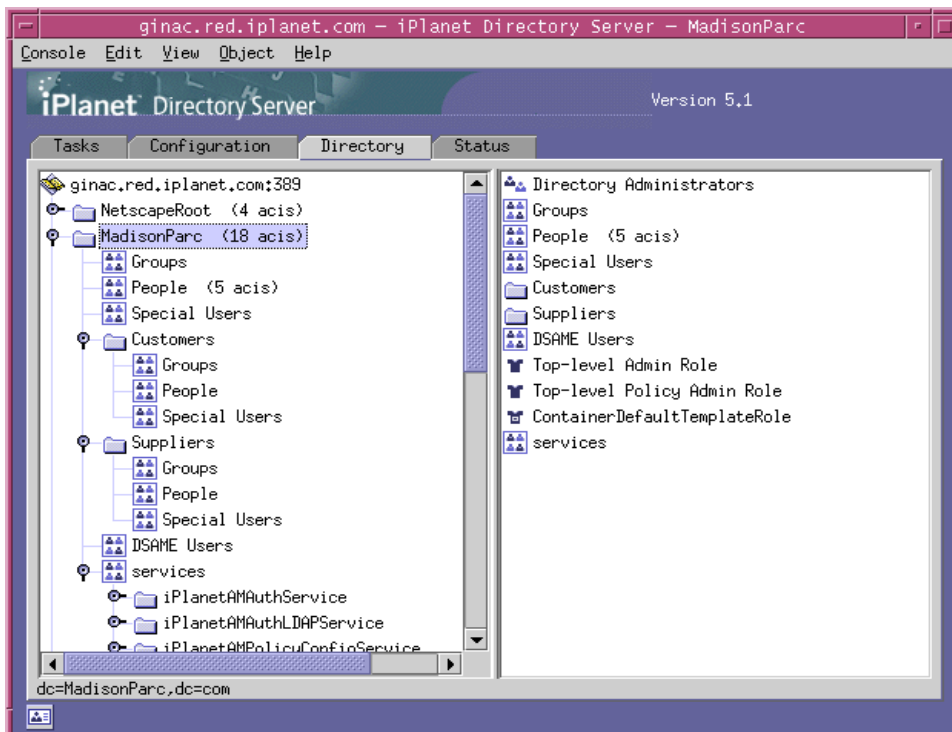 ginac.red.iplanet.com — iPlanet Directory Server — MadisonParc
Console Edit View Object Help
iPlanet Directory Server
Version 5.1
Tasks Configuration Directory Status
ginac.red.iplanet.com:389
NetscapeRoot (4 acis)
MadisonParc (18 acis)
Groups
People (5 acis)
Special Users
Customers
Groups
People
Special Users
Suppliers
Groups
People
Special Users
DSAME Users
services
iPlanetAMAuthService
iPlanetAMAuthLDAPService
iPlanetAMPolicyConfigService
Directory Administrators
Groups
People (5 acis)
Special Users
Customers
Suppliers
DSAME Users
Top-level Admin Role
Top-level Policy Admin Role
ContainerDefaultTemplateRole
services
dc=MadisonParc,dc=com